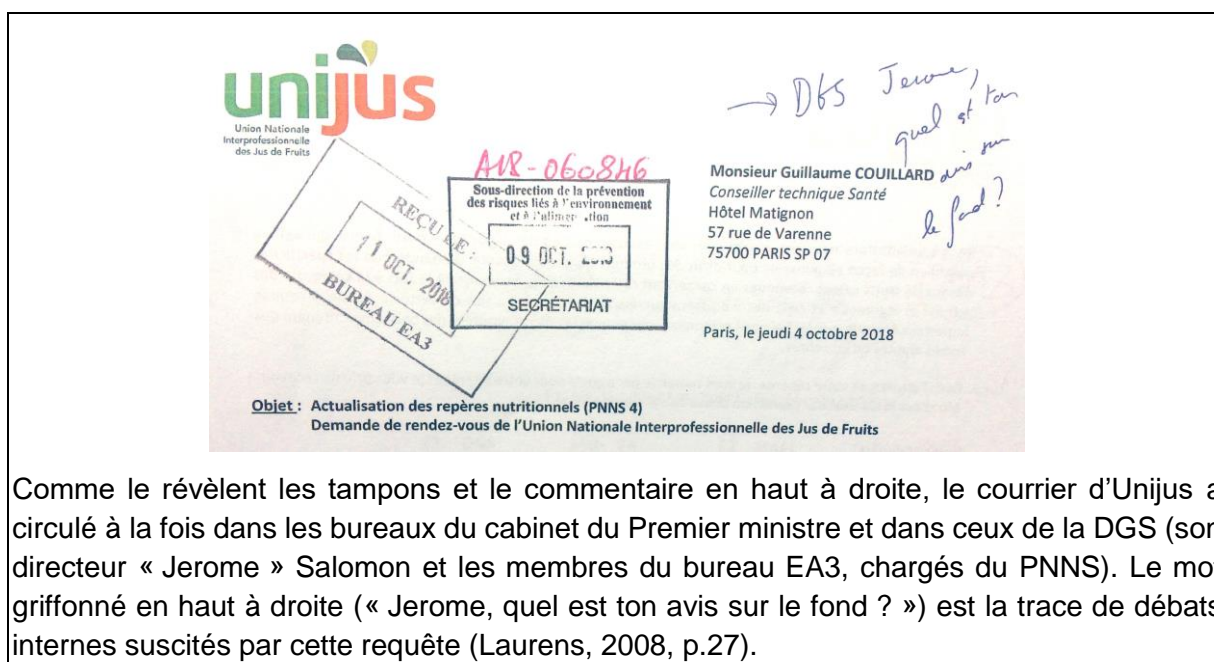 unijus
Union Nationale
Interprofessionnelle
des Jus de Fruits
→ DGS Jerome,
quel est ton
avis sur
le fond ?
A18-060846
Sous-direction de la prévention
des risques liés à l'environnement
et à l'alimentation
09 OCT.
SECRÉTARIAT
REÇU LE :
11 OCT. 2018
BUREAU EA3
Monsieur Guillaume COUILLARD
Conseiller technique Santé
Hôtel Matignon
57 rue de Varenne
75700 PARIS SP 07
Paris, le jeudi 4 octobre 2018
Objet : Actualisation des repères nutritionnels (PNNS 4)
Demande de rendez-vous de l'Union Nationale Interprofessionnelle des Jus de Fruits
Comme le révèlent les tampons et le commentaire en haut à droite, le courrier d'Unijus a
circulé à la fois dans les bureaux du cabinet du Premier ministre et dans ceux de la DGS (son
directeur « Jerome » Salomon et les membres du bureau EA3, chargés du PNNS). Le mot
griffonné en haut à droite (« Jerome, quel est ton avis sur le fond ? ») est la trace de débats
internes suscités par cette requête (Laurens, 2008, p.27).